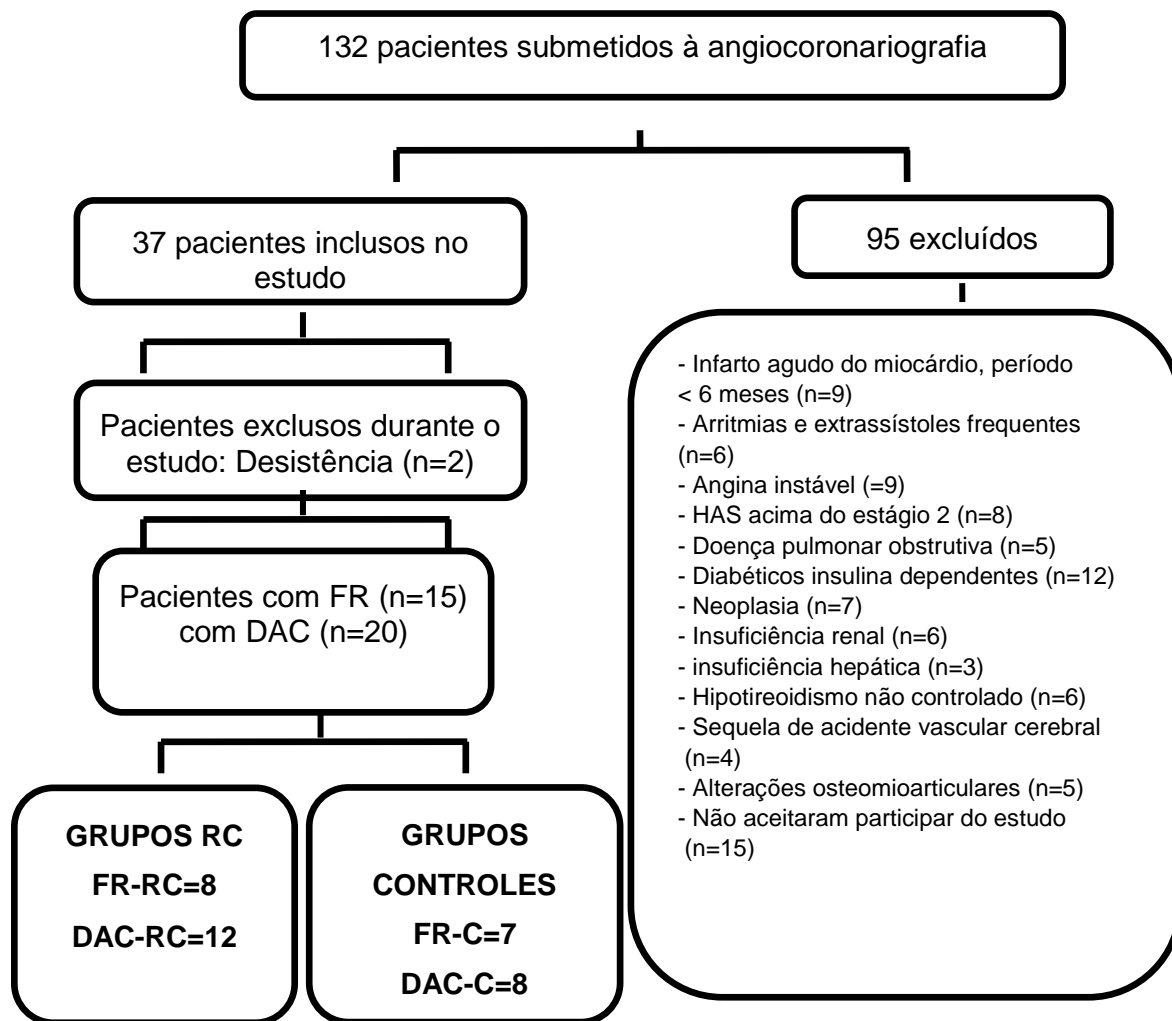 132 pacientes submetidos à angiocoronariografia
37 pacientes inclusos no
estudo
95 excluídos
Pacientes exclusos durante o
estudo: Desistência (n=2)
Pacientes com FR (n=15)
com DAC (n=20)
GRUPOS RC
FR-RC=8
DAC-RC=12
GRUPOS
CONTROLES
FR-C=7
DAC-C=8
- Infarto agudo do miocárdio, período
< 6 meses (n=9)
- Arritmias e extrassístoles frequentes
(n=6)
- Angina instável (=9)
- HAS acima do estágio 2 (n=8)
- Doença pulmonar obstrutiva (n=5)
- Diabéticos insulina dependentes (n=12)
- Neoplasia (n=7)
- Insuficiência renal (n=6)
- insuficiência hepática (n=3)
- Hipotireoidismo não controlado (n=6)
- Sequela de acidente vascular cerebral
(n=4)
- Alterações osteomioarticulares (n=5)
- Não aceitaram participar do estudo
(n=15)